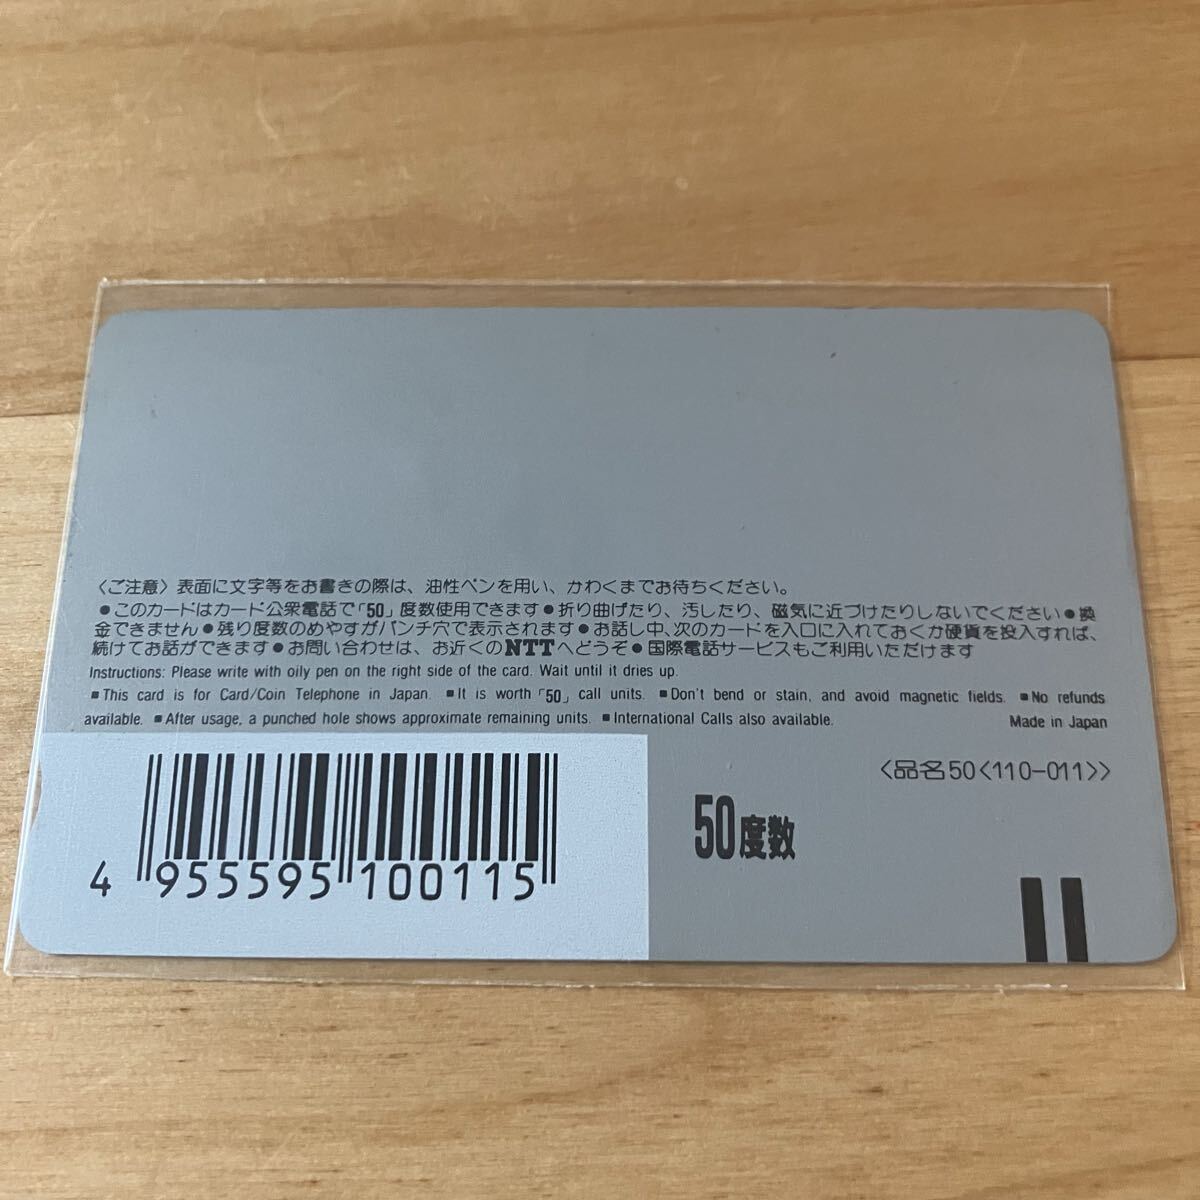 〈ご注意〉表面に文字等をお書きの際は、油性ペンを用い、かわくまでお待ちください。
●このカードはカード公衆電話で「50」度数使用できます●折り曲げたり、汚したり、磁気に近づけたりしないでください●換
金できません●残り度数のめやすがパンチ穴で表示されます●お話し中、次のカードを入口に入れておくか硬貨を投入すれば、
続けてお話ができます●お問い合わせは、お近くのNTTへどうぞ●国際電話サービスもご利用いただけます
Instructions: Please write with oily pen on the right side of the card. Wait until it dries up.
■This card is for Card/Coin Telephone in Japan. ■It is worth「50」call units. ■Don't bend or stain, and avoid magnetic fields. ■No refunds
available. ■After usage, a punched hole shows approximate remaining units. ■International Calls also available. Made in Japan
〈品名50〈110-011〉〉
50度数
4 955595 100115